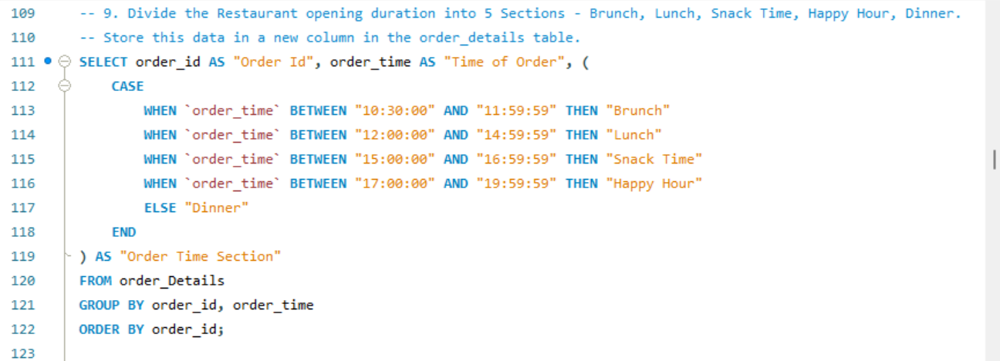 109 -- 9. Divide the Restaurant opening duration into 5 Sections - Brunch, Lunch, Snack Time, Happy Hour, Dinner.
110 -- Store this data in a new column in the order_details table.
111 SELECT order_id AS "Order Id", order_time AS "Time of Order", (
112 CASE
113 WHEN `order_time` BETWEEN "10:30:00" AND "11:59:59" THEN "Brunch"
114 WHEN `order_time` BETWEEN "12:00:00" AND "14:59:59" THEN "Lunch"
115 WHEN `order_time` BETWEEN "15:00:00" AND "16:59:59" THEN "Snack Time"
116 WHEN `order_time` BETWEEN "17:00:00" AND "19:59:59" THEN "Happy Hour"
117 ELSE "Dinner"
118 END
119 ) AS "Order Time Section"
120 FROM order_Details
121 GROUP BY order_id, order_time
122 ORDER BY order_id;
123